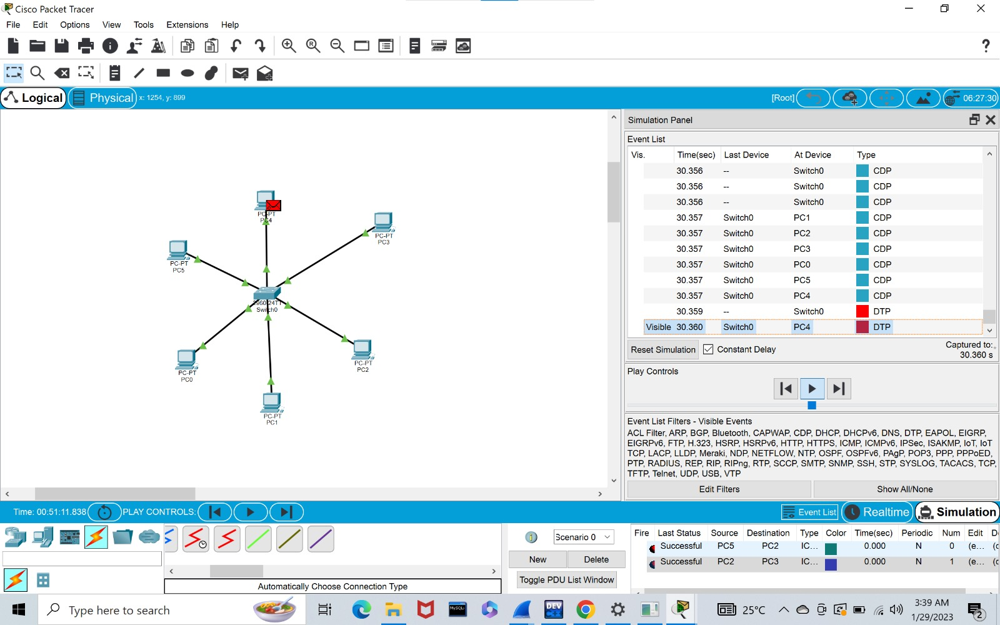 Cisco Packet Tracer
File Edit Options View Tools Extensions Help
Logical Physical x: 1254, y: 899 [Root] 06:27:30
Simulation Panel
Event List
Vis. Time(sec) Last Device At Device Type
30.356 -- Switch0 CDP
30.356 -- Switch0 CDP
30.356 -- Switch0 CDP
30.357 Switch0 PC1 CDP
30.357 Switch0 PC2 CDP
30.357 Switch0 PC3 CDP
30.357 Switch0 PC0 CDP
30.357 Switch0 PC5 CDP
30.357 Switch0 PC4 CDP
30.359 -- Switch0 DTP
Visible 30.360 Switch0 PC4 DTP
Reset Simulation Constant Delay Captured to:
30.360 s
Play Controls
Event List Filters - Visible Events
ACL Filter, ARP, BGP, Bluetooth, CAPWAP, CDP, DHCP, DHCPv6, DNS, DTP, EAPOL, EIGRP,
EIGRPv6, FTP, H.323, HSRP, HSRPv6, HTTP, HTTPS, ICMP, ICMPv6, IPSec, ISAKMP, IoT, IoT
TCP, LACP, LLDP, Meraki, NDP, NETFLOW, NTP, OSPF, OSPFv6, PAgP, POP3, PPP, PPPoED,
PTP, RADIUS, REP, RIP, RIPng, RTP, SCCP, SMTP, SNMP, SSH, STP, SYSLOG, TACACS, TCP,
TFTP, Telnet, UDP, USB, VTP
Edit Filters Show All/None
PC-PT
PC4
PC-PT
PC3
PC-PT
PC5
2960-24TT
Switch0
PC-PT
PC2
PC-PT
PC0
PC-PT
PC1
Time: 00:51:11.838 PLAY CONTROLS: Event List Realtime Simulation
Scenario 0
New Delete
Toggle PDU List Window
Fire Last Status Source Destination Type Color Time(sec) Periodic Num Edit
Successful PC5 PC2 IC... 0.000 N 0 (e...
Successful PC2 PC3 IC... 0.000 N 1 (e...
Automatically Choose Connection Type
Type here to search
MySQL
DEV
C++
25°C
3:39 AM
1/29/2023
2